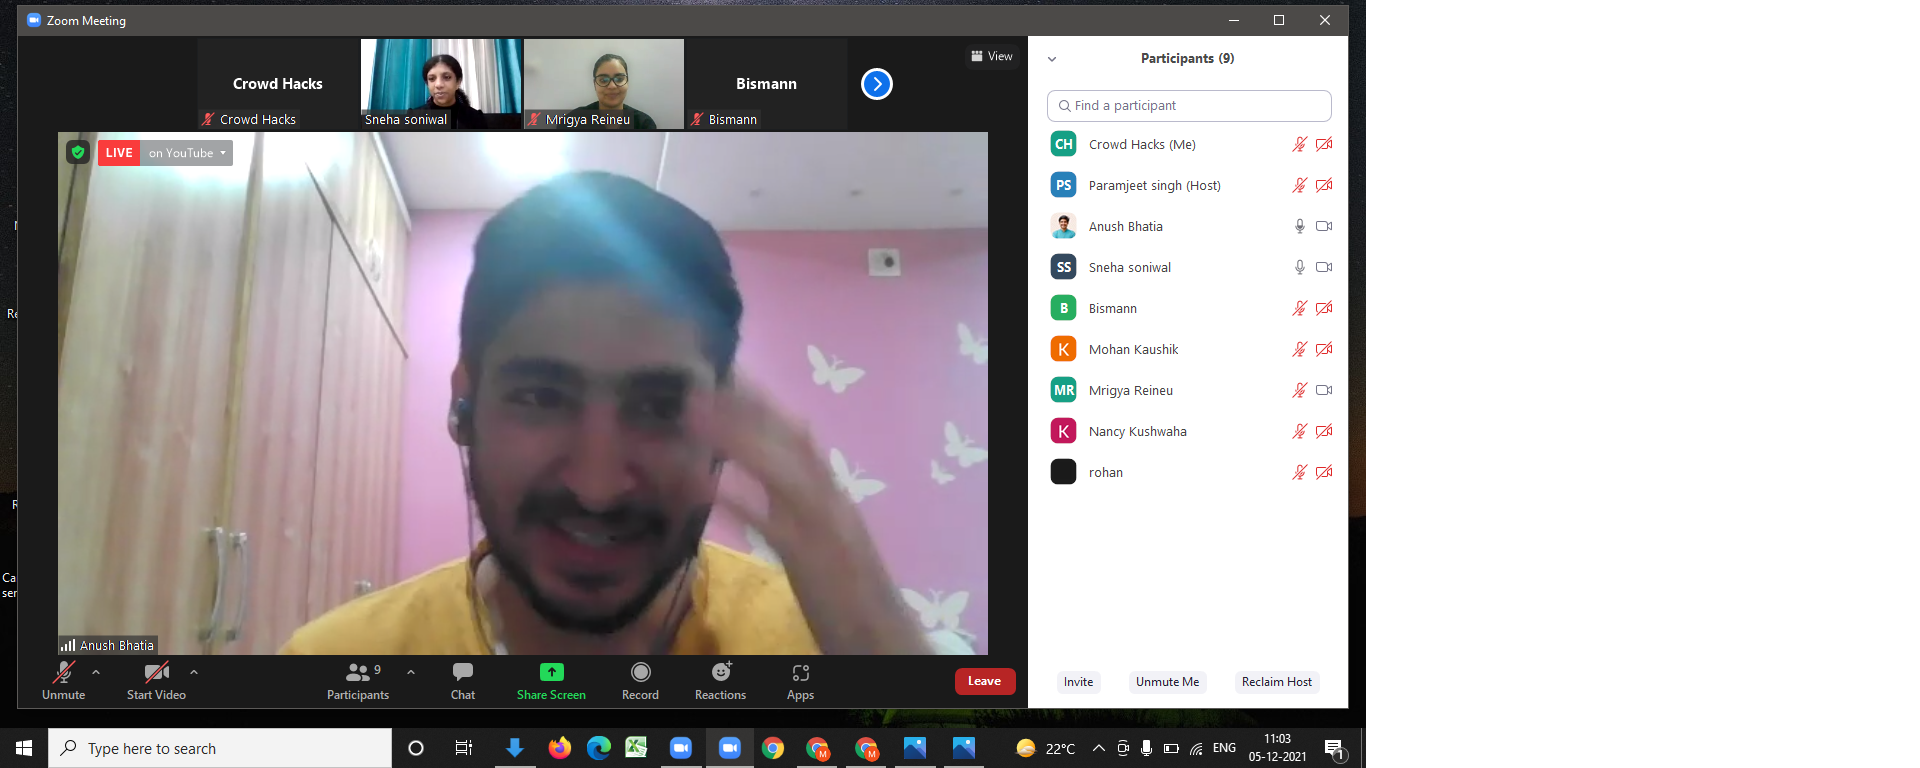 Zoom Meeting
Crowd Hacks
Crowd Hacks
Sneha soniwal
Mrigya Reineu
Bismann
Bismann
View
LIVE on YouTube
Anush Bhatia
Unmute
Start Video
9
Participants
Chat
Share Screen
Record
Reactions
Apps
Leave
Participants (9)
Find a participant
CH Crowd Hacks (Me)
PS Paramjeet singh (Host)
Anush Bhatia
SS Sneha soniwal
B Bismann
K Mohan Kaushik
MR Mrigya Reineu
K Nancy Kushwaha
rohan
Invite
Unmute Me
Reclaim Host
Re
R
Ca
ser
Type here to search
M
M
22°C
ENG
11:03
05-12-2021
1